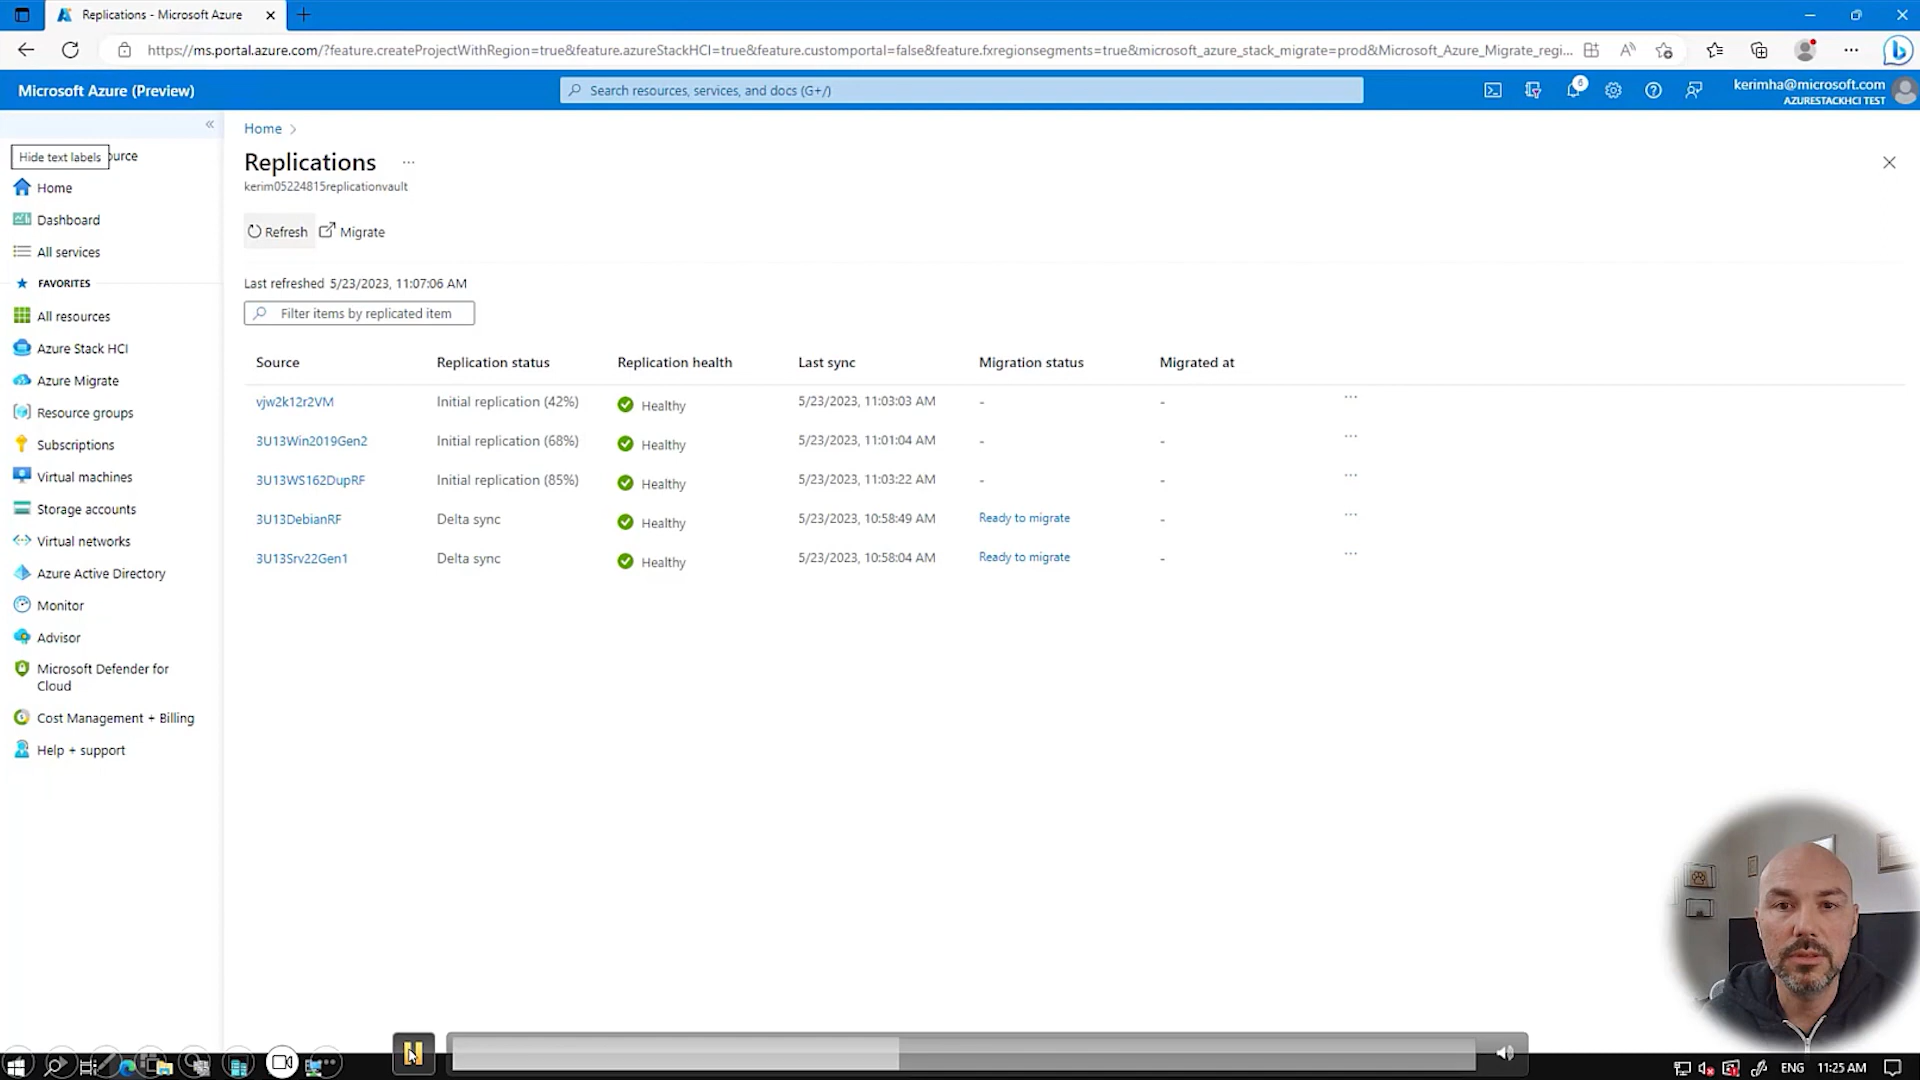 Replications - Microsoft Azure
https://ms.portal.azure.com/?feature.createProjectWithRegion=true&feature.azureStackHCI=true&feature.customportal=false&feature.fxregionsegments=true&microsoft_azure_stack_migrate=prod&Microsoft_Azure_Migrate_regi...
Microsoft Azure (Preview)
Search resources, services, and docs (G+/)
6
kerimha@microsoft.com
AZURESTACKHCI TEST
Hide text labels
ource
Home
Dashboard
All services
FAVORITES
All resources
Azure Stack HCI
Azure Migrate
Resource groups
Subscriptions
Virtual machines
Storage accounts
Virtual networks
Azure Active Directory
Monitor
Advisor
Microsoft Defender for
Cloud
Cost Management + Billing
Help + support
Home
Replications ...
kerim05224815replicationvault
Refresh Migrate
Last refreshed 5/23/2023, 11:07:06 AM
Filter items by replicated item
Source Replication status Replication health Last sync Migration status Migrated at
vjw2k12r2VM Initial replication (42%) Healthy 5/23/2023, 11:03:03 AM - - ...
3U13Win2019Gen2 Initial replication (68%) Healthy 5/23/2023, 11:01:04 AM - - ...
3U13WS162DupRF Initial replication (85%) Healthy 5/23/2023, 11:03:22 AM - - ...
3U13DebianRF Delta sync Healthy 5/23/2023, 10:58:49 AM Ready to migrate - ...
3U13Srv22Gen1 Delta sync Healthy 5/23/2023, 10:58:04 AM Ready to migrate - ...
ENG 11:25 AM